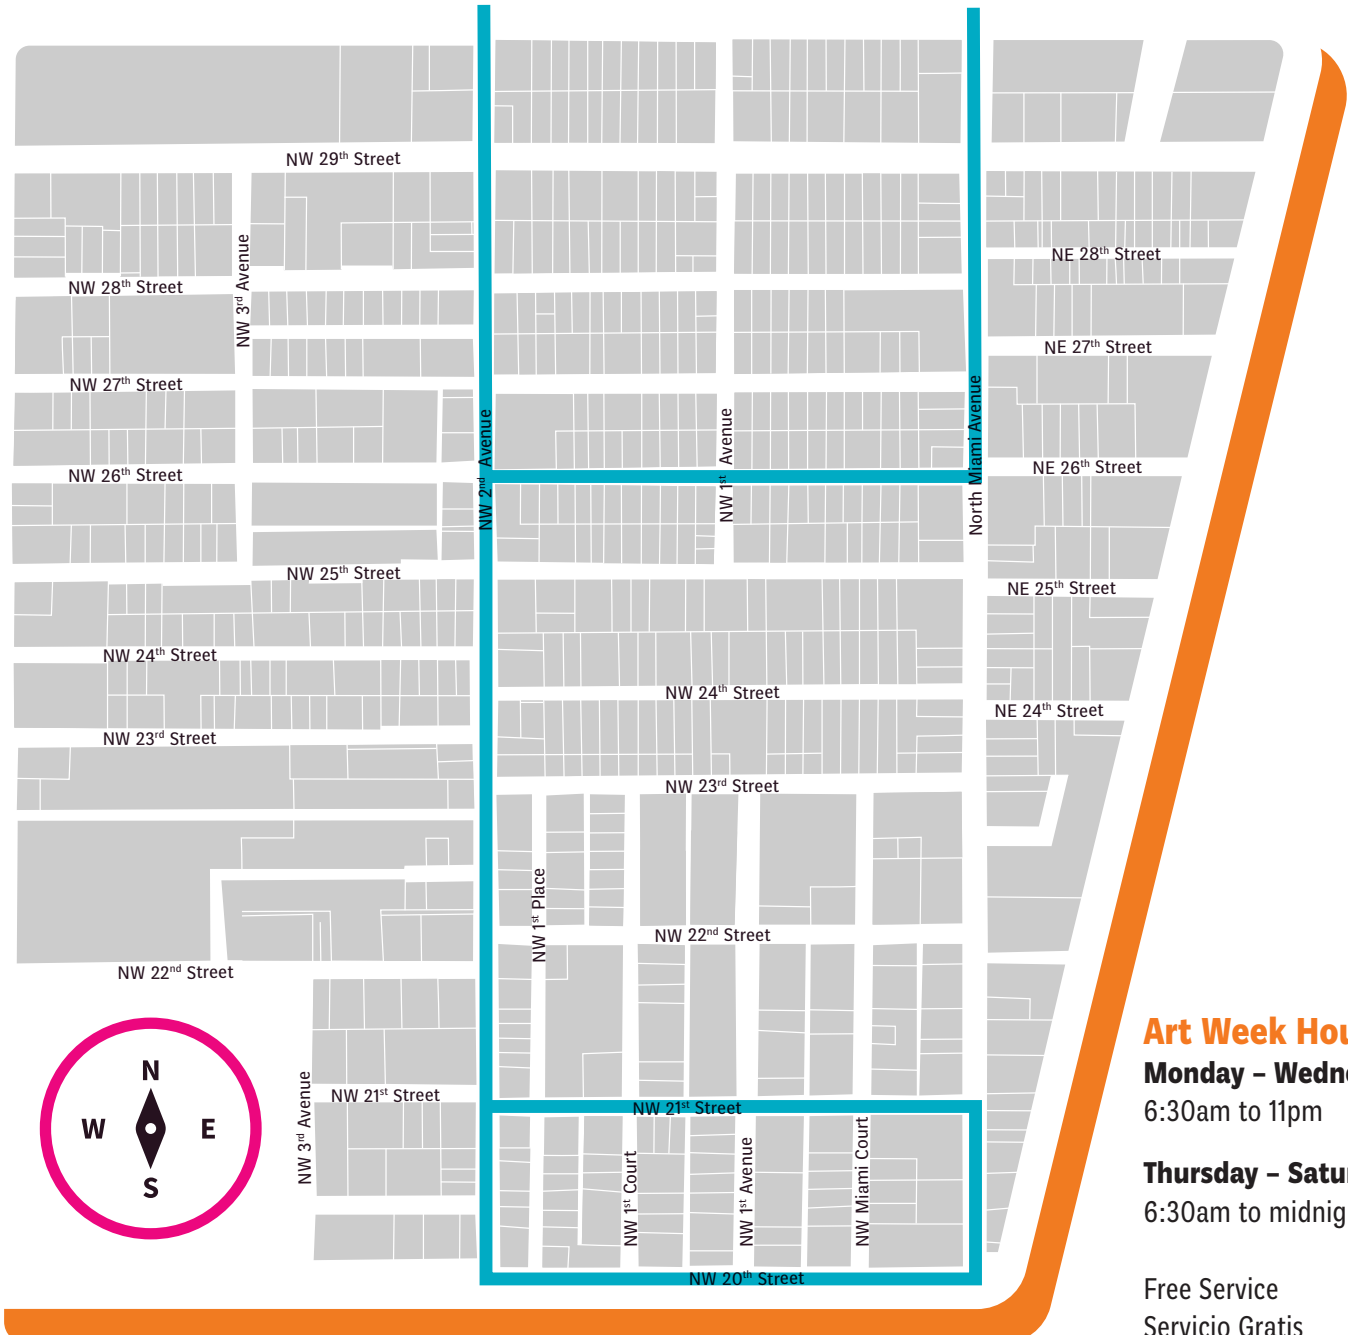 NW 29th Street
NW 3rd Avenue
NW 28th Street
NE 28th Street
NE 27th Street
NW 27th Street
NW 2nd Avenue
NW 1st Avenue
North Miami Avenue
NW 26th Street
NE 26th Street
NW 25th Street
NE 25th Street
NW 24th Street
NW 24th Street
NE 24th Street
NW 23rd Street
NW 23rd Street
NW 1st Place
NW 22nd Street
NW 22nd Street
N
W E
S
NW 3rd Avenue
NW 21st Street
NW 21st Street
NW 1st Court
NW 1st Avenue
NW Miami Court
NW 20th Street
Art Week Hou
Monday – Wedne
6:30am to 11pm
Thursday – Satu
6:30am to midnig
Free Service
Servicio Gratis